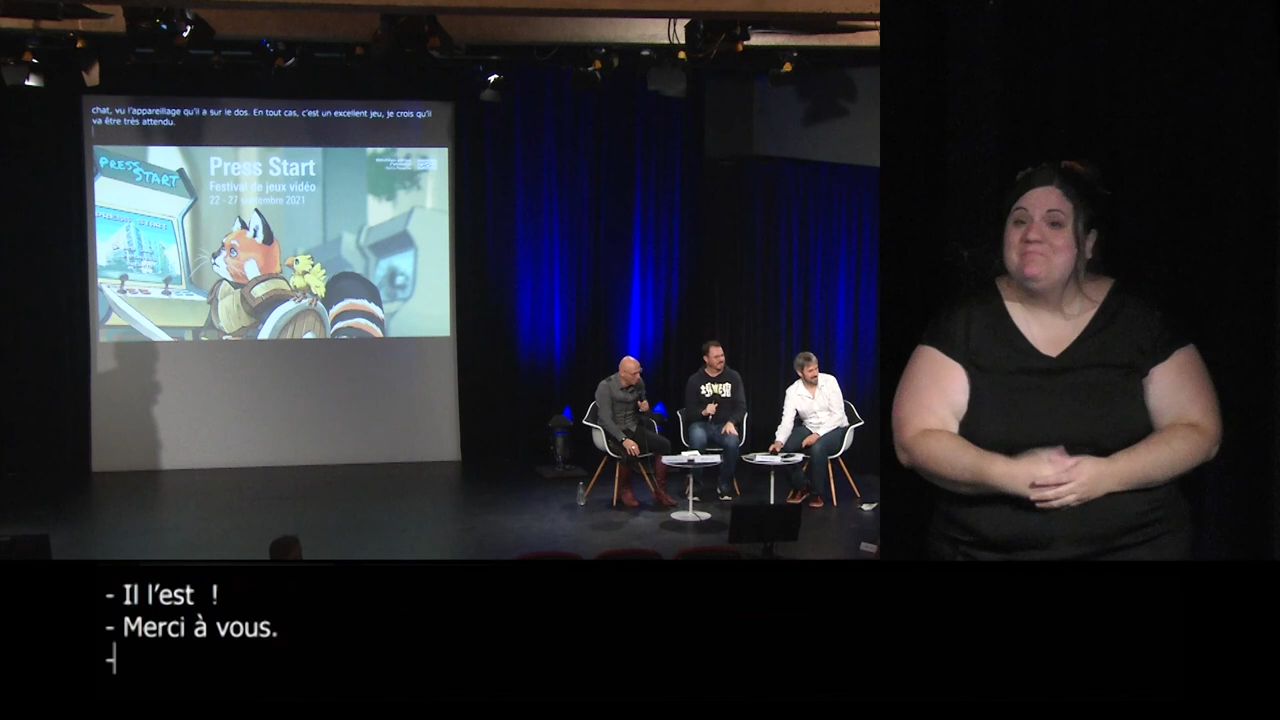 chat, vu l'appareillage qu'il a sur le dos. En tout cas, c'est un excellent jeu, je crois qu'il
va être très attendu.
PRESS
START
Press Start
Festival de jeux vidéo
22 - 27 septembre 2021
PRESS START
- Il l'est !
- Merci à vous.
-